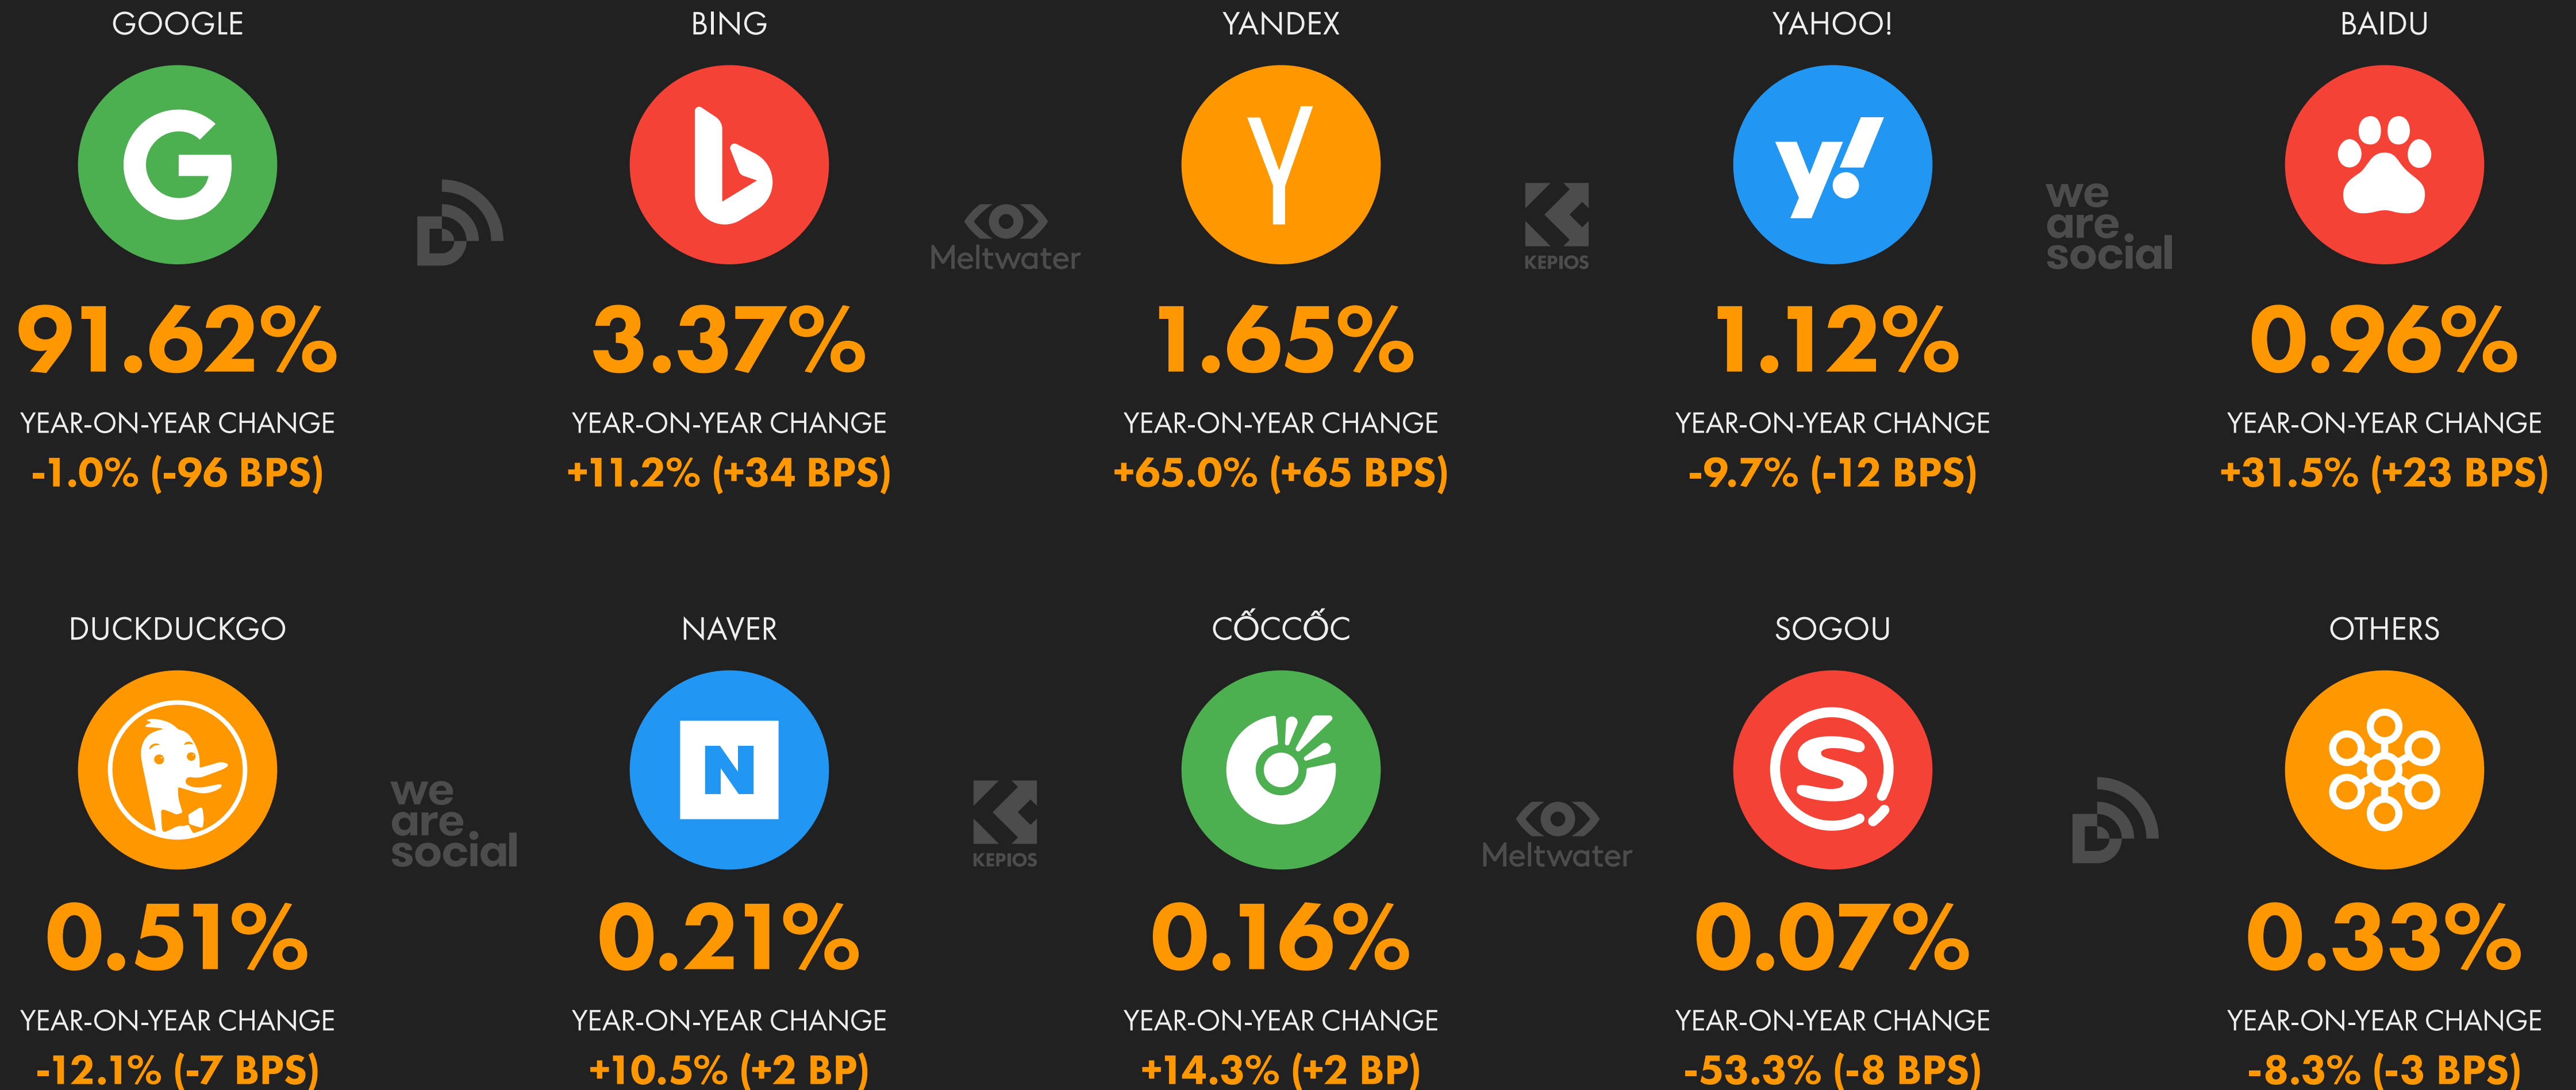 GOOGLE
BING
YANDEX
YAHOO!
BAIDU
Meltwater
KEPIOS
we
are
social
91.62%
3.37%
1.65%
1.12%
0.96%
YEAR-ON-YEAR CHANGE
YEAR-ON-YEAR CHANGE
YEAR-ON-YEAR CHANGE
YEAR-ON-YEAR CHANGE
YEAR-ON-YEAR CHANGE
-1.0% (-96 BPS)
+11.2% (+34 BPS)
+65.0% (+65 BPS)
-9.7% (-12 BPS)
+31.5% (+23 BPS)
DUCKDUCKGO
NAVER
CỐCCỐC
SOGOU
OTHERS
N
we
are
social
KEPIOS
Meltwater
0.51%
0.21%
0.16%
0.07%
0.33%
YEAR-ON-YEAR CHANGE
YEAR-ON-YEAR CHANGE
YEAR-ON-YEAR CHANGE
YEAR-ON-YEAR CHANGE
YEAR-ON-YEAR CHANGE
-12.1% (-7 BPS)
+10.5% (+2 BP)
+14.3% (+2 BP)
-53.3% (-8 BPS)
-8.3% (-3 BPS)